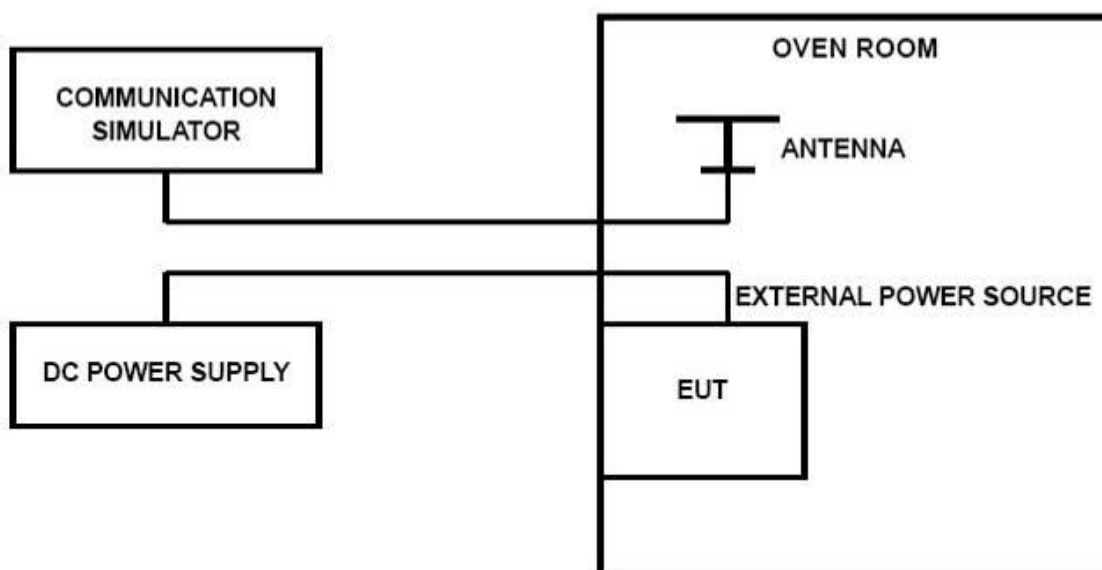 OVEN ROOM
COMMUNICATION
SIMULATOR
ANTENNA
EXTERNAL POWER SOURCE
DC POWER SUPPLY
EUT